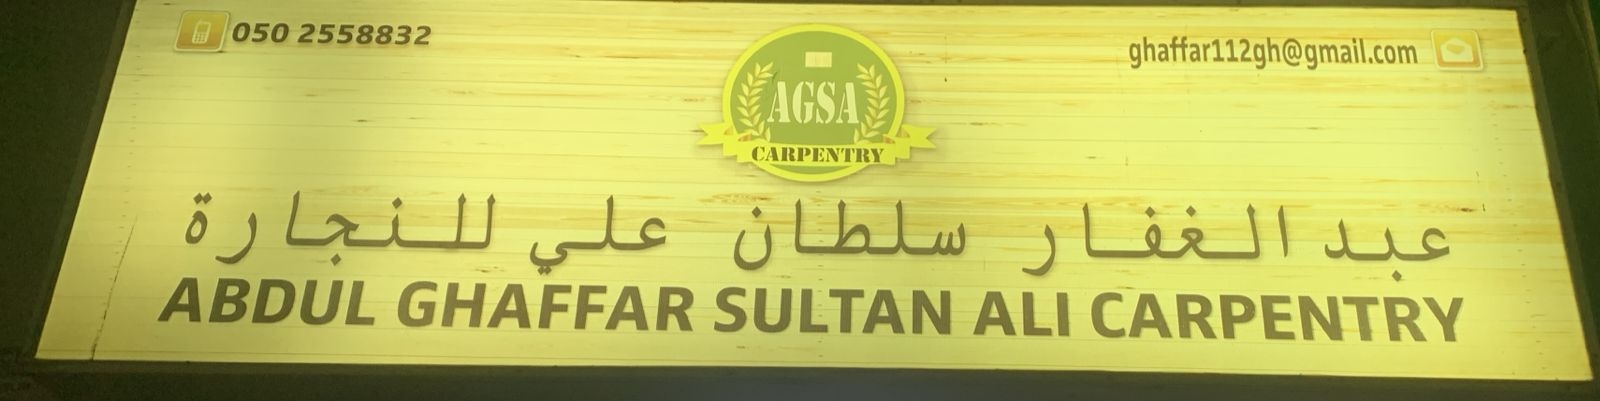 050 2558832
ghaffar112gh@gmail.com
AGSA
CARPENTRY
عبد الغفار سلطان علي للنجارة
ABDUL GHAFFAR SULTAN ALI CARPENTRY